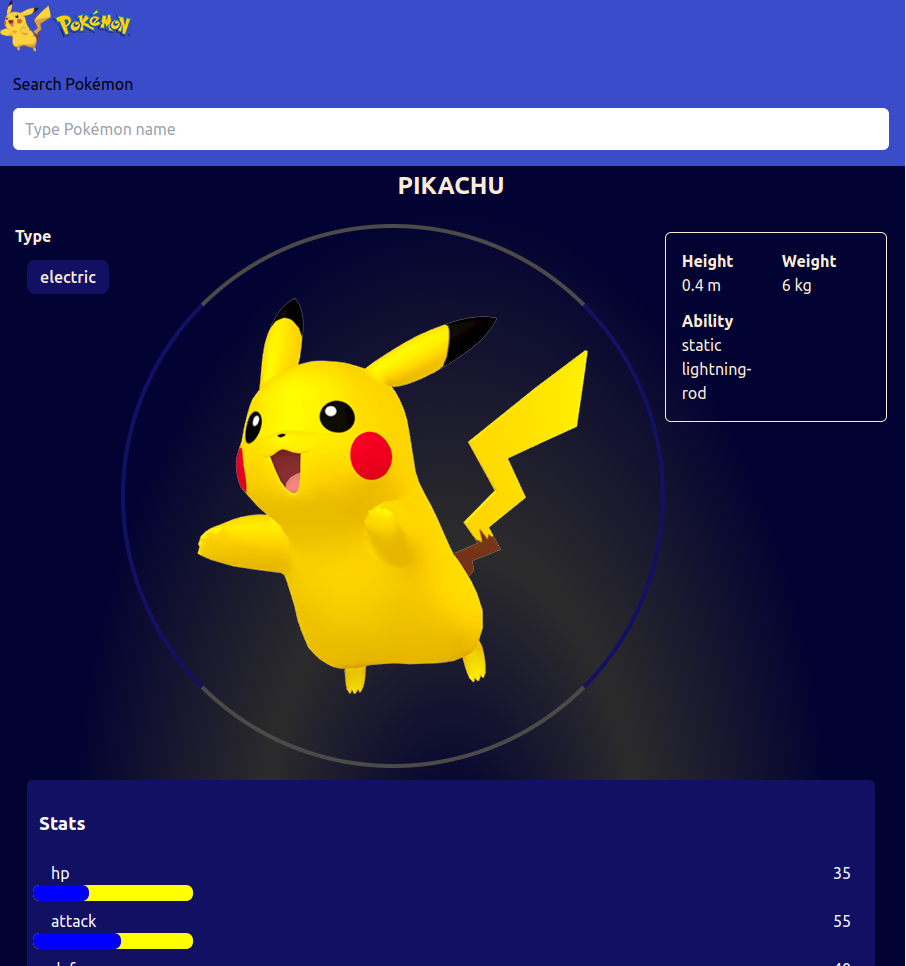 Pokémon
Search Pokémon
Type Pokémon name
PIKACHU
Type
electric
Height
Weight
0.4 m
6 kg
Ability
static
lightning-
rod
Stats
hp
35
attack
55